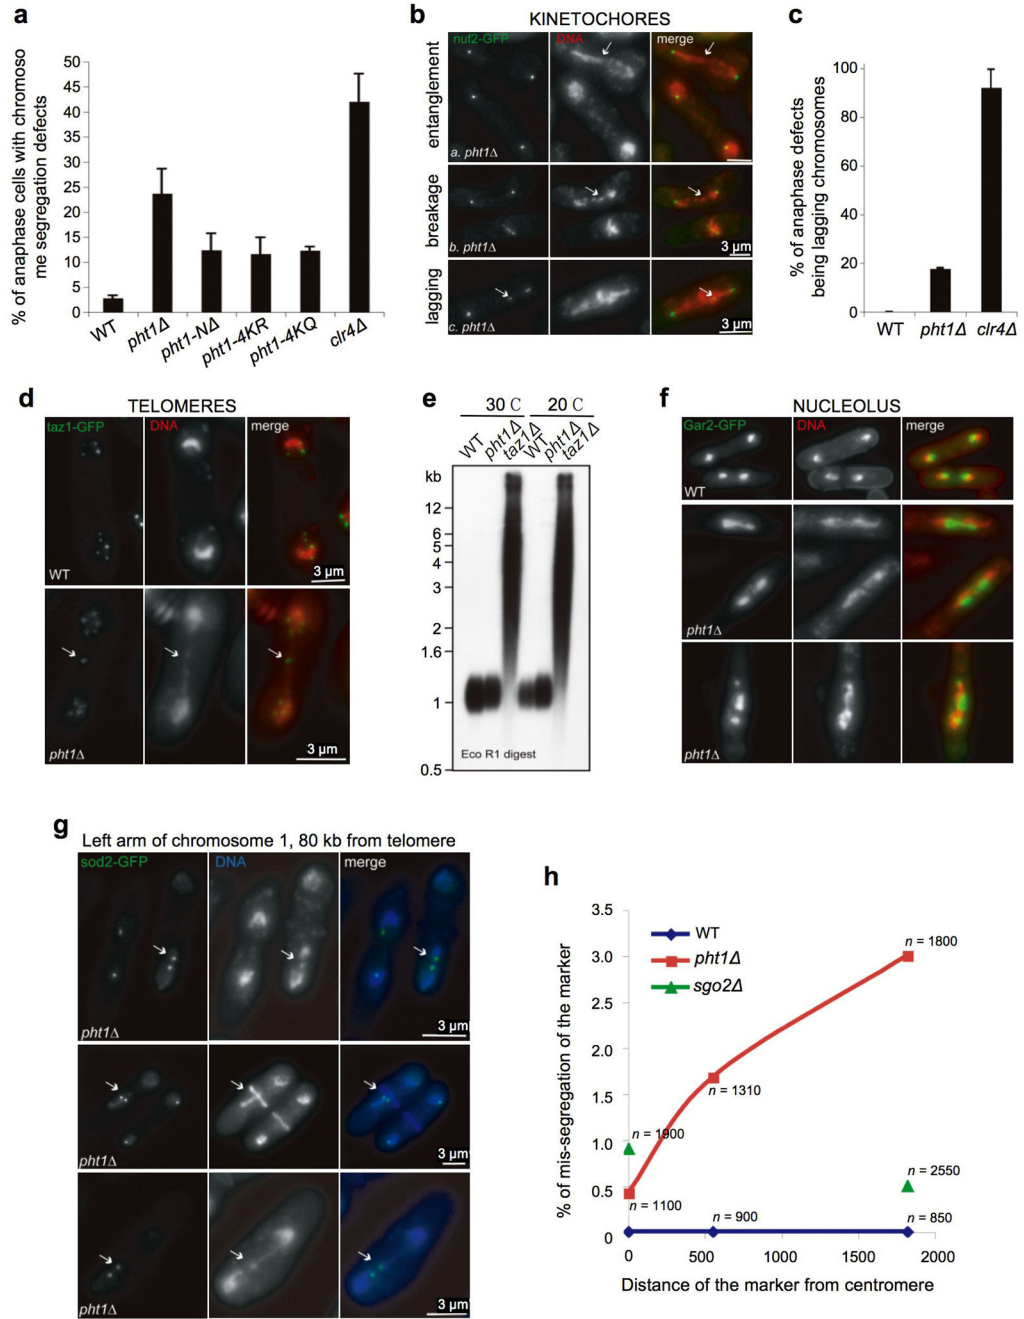 a
% of anaphase cells with chromoso
me segregation defects
50
45
40
35
30
25
20
15
10
5
0
WT
pht1Δ
pht1-NΔ
pht1-4KR
pht1-4KQ
clr4Δ
b
KINETOCHORES
nuf2-GFP
DNA
merge
entanglement
a. pht1Δ
breakage
b. pht1Δ
3 µm
lagging
c. pht1Δ
3 µm
c
% of anaphase defects
being lagging chromosomes
100
80
60
40
20
0
WT
pht1Δ
clr4Δ
d
TELOMERES
taz1-GFP
DNA
merge
WT
3 µm
pht1Δ
3 µm
e
30 C
20 C
WT
pht1Δ
taz1Δ
WT
pht1Δ
taz1Δ
kb
12
6
5
4
3
2
1.6
1
0.5
Eco R1 digest
f
NUCLEOLUS
Gar2-GFP
DNA
merge
WT
pht1Δ
pht1Δ
g
Left arm of chromosome 1, 80 kb from telomere
sod2-GFP
DNA
merge
pht1Δ
3 µm
pht1Δ
3 µm
pht1Δ
3 µm
h
% of mis-segregation of the marker
3.5
3.0
2.5
2.0
1.5
1.0
0.5
0
WT
pht1Δ
sgo2Δ
n = 1800
n = 1310
n = 1900
n = 2550
n = 1100
n = 900
n = 850
0
500
1000
1500
2000
Distance of the marker from centromere